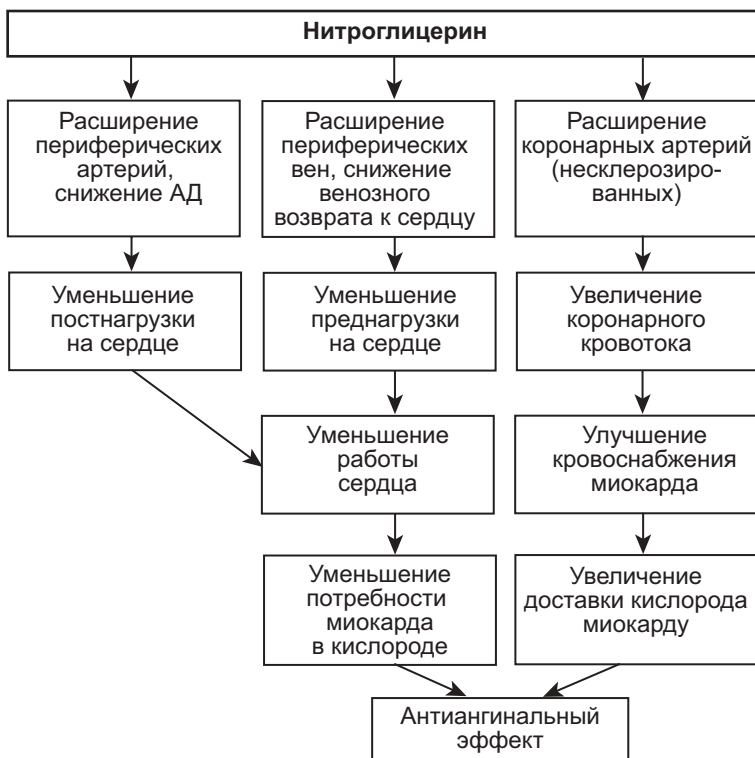 Нитроглицерин
Расширение
периферических
артерий,
снижение АД
Расширение
периферических
вен, снижение
венозного
возврата к сердцу
Расширение
коронарных артерий
(несклерозиро-
ванных)
Уменьшение
постнагрузки
на сердце
Уменьшение
преднагрузки
на сердце
Увеличение
коронарного
кровотока
Уменьшение
работы
сердца
Улучшение
кровоснабжения
миокарда
Уменьшение
потребности
миокарда
в кислороде
Увеличение
доставки кислорода
миокарду
Антиангинальный
эффект